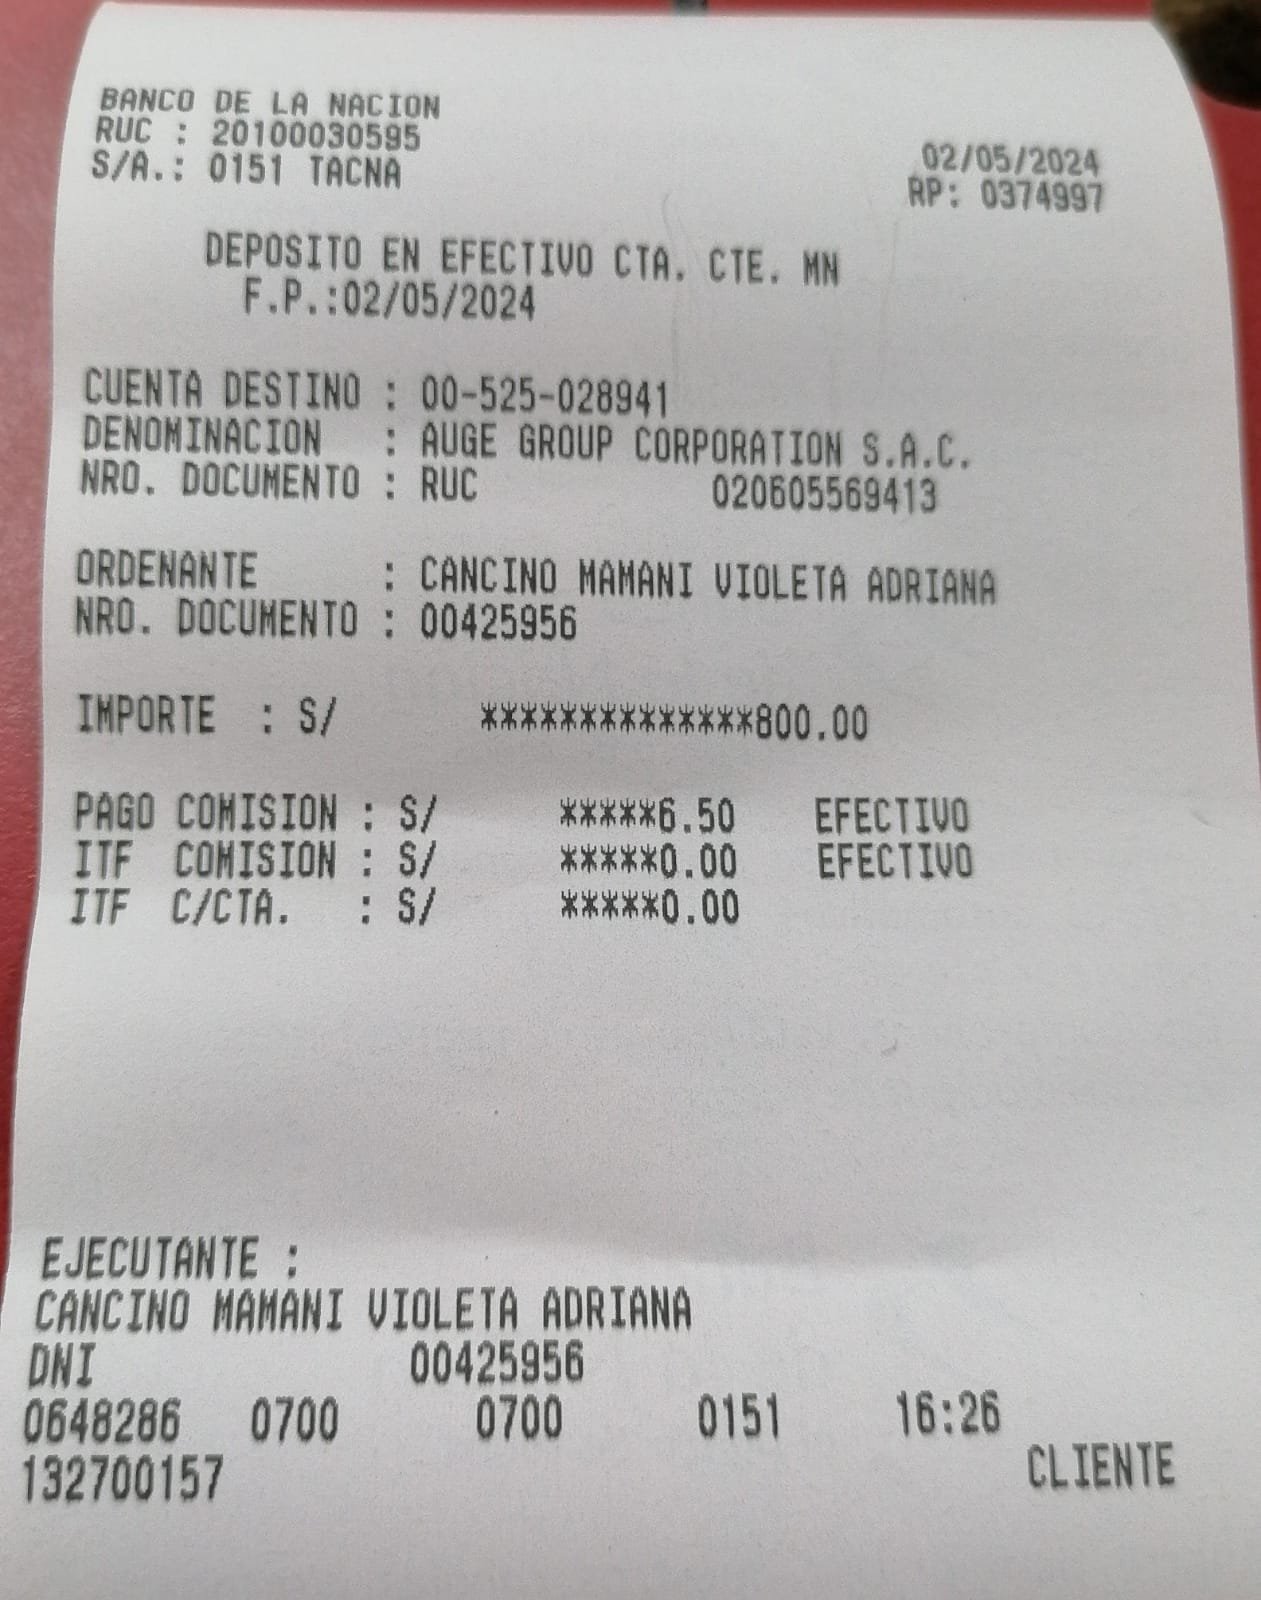 BANCO DE LA NACION
RUC : 20100030595
S/A.: 0151 TACNA
02/05/2024
RP: 0374997
DEPOSITO EN EFECTIVO CTA. CTE. MN
F.P.:02/05/2024
CUENTA DESTINO : 00-525-028941
DENOMINACION : AUGE GROUP CORPORATION S.A.C.
NRO. DOCUMENTO : RUC 020605569413
ORDENANTE : CANCINO MAMANI VIOLETA ADRIANA
NRO. DOCUMENTO : 00425956
IMPORTE : S/ **************800.00
PAGO COMISION : S/ *****6.50 EFECTIVO
ITF COMISION : S/ *****0.00 EFECTIVO
ITF C/CTA. : S/ *****0.00
EJECUTANTE :
CANCINO MAMANI VIOLETA ADRIANA
DNI 00425956
0648286 0700 0700 0151 16:26
132700157 CLIENTE